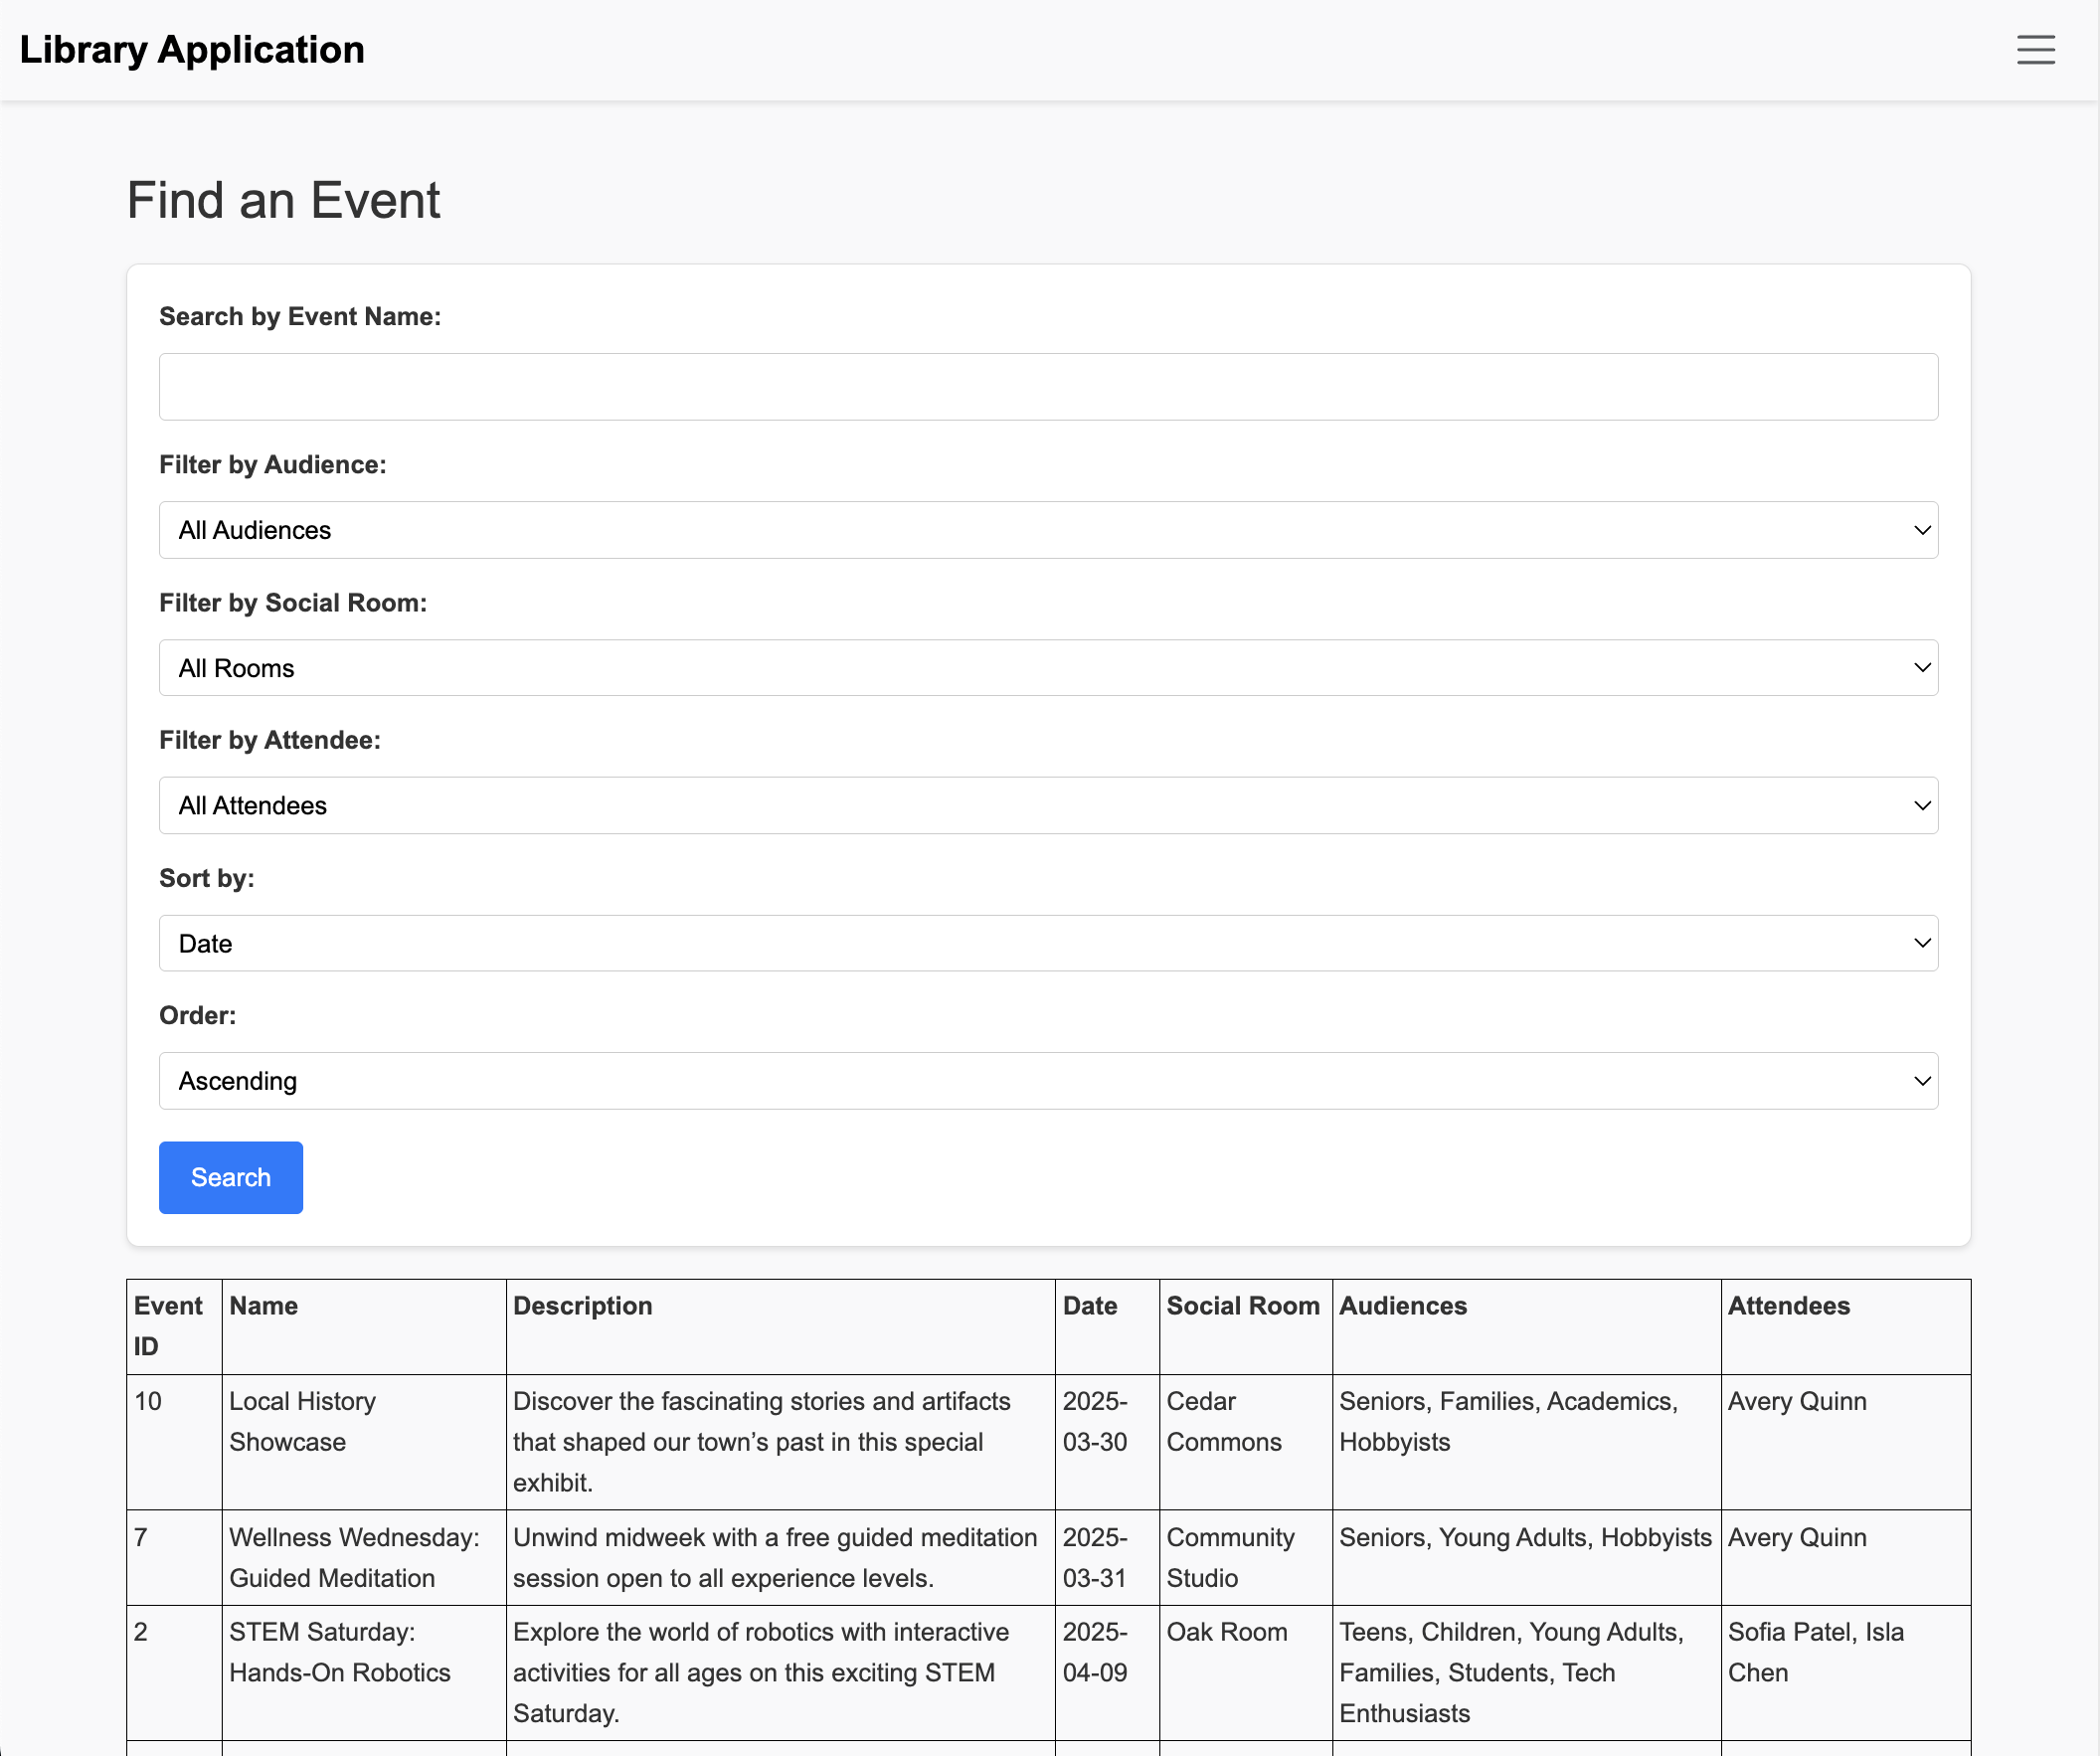 Library Application
Find an Event
Search by Event Name:
Filter by Audience:
All Audiences
Filter by Social Room:
All Rooms
Filter by Attendee:
All Attendees
Sort by:
Date
Order:
Ascending
Search
Event ID Name Description Date Social Room Audiences Attendees
10 Local History Showcase Discover the fascinating stories and artifacts that shaped our town’s past in this special exhibit. 2025-03-30 Cedar Commons Seniors, Families, Academics, Hobbyists Avery Quinn
7 Wellness Wednesday: Guided Meditation Unwind midweek with a free guided meditation session open to all experience levels. 2025-03-31 Community Studio Seniors, Young Adults, Hobbyists Avery Quinn
2 STEM Saturday: Hands-On Robotics Explore the world of robotics with interactive activities for all ages on this exciting STEM Saturday. 2025-04-09 Oak Room Teens, Children, Young Adults, Families, Students, Tech Enthusiasts Sofia Patel, Isla Chen